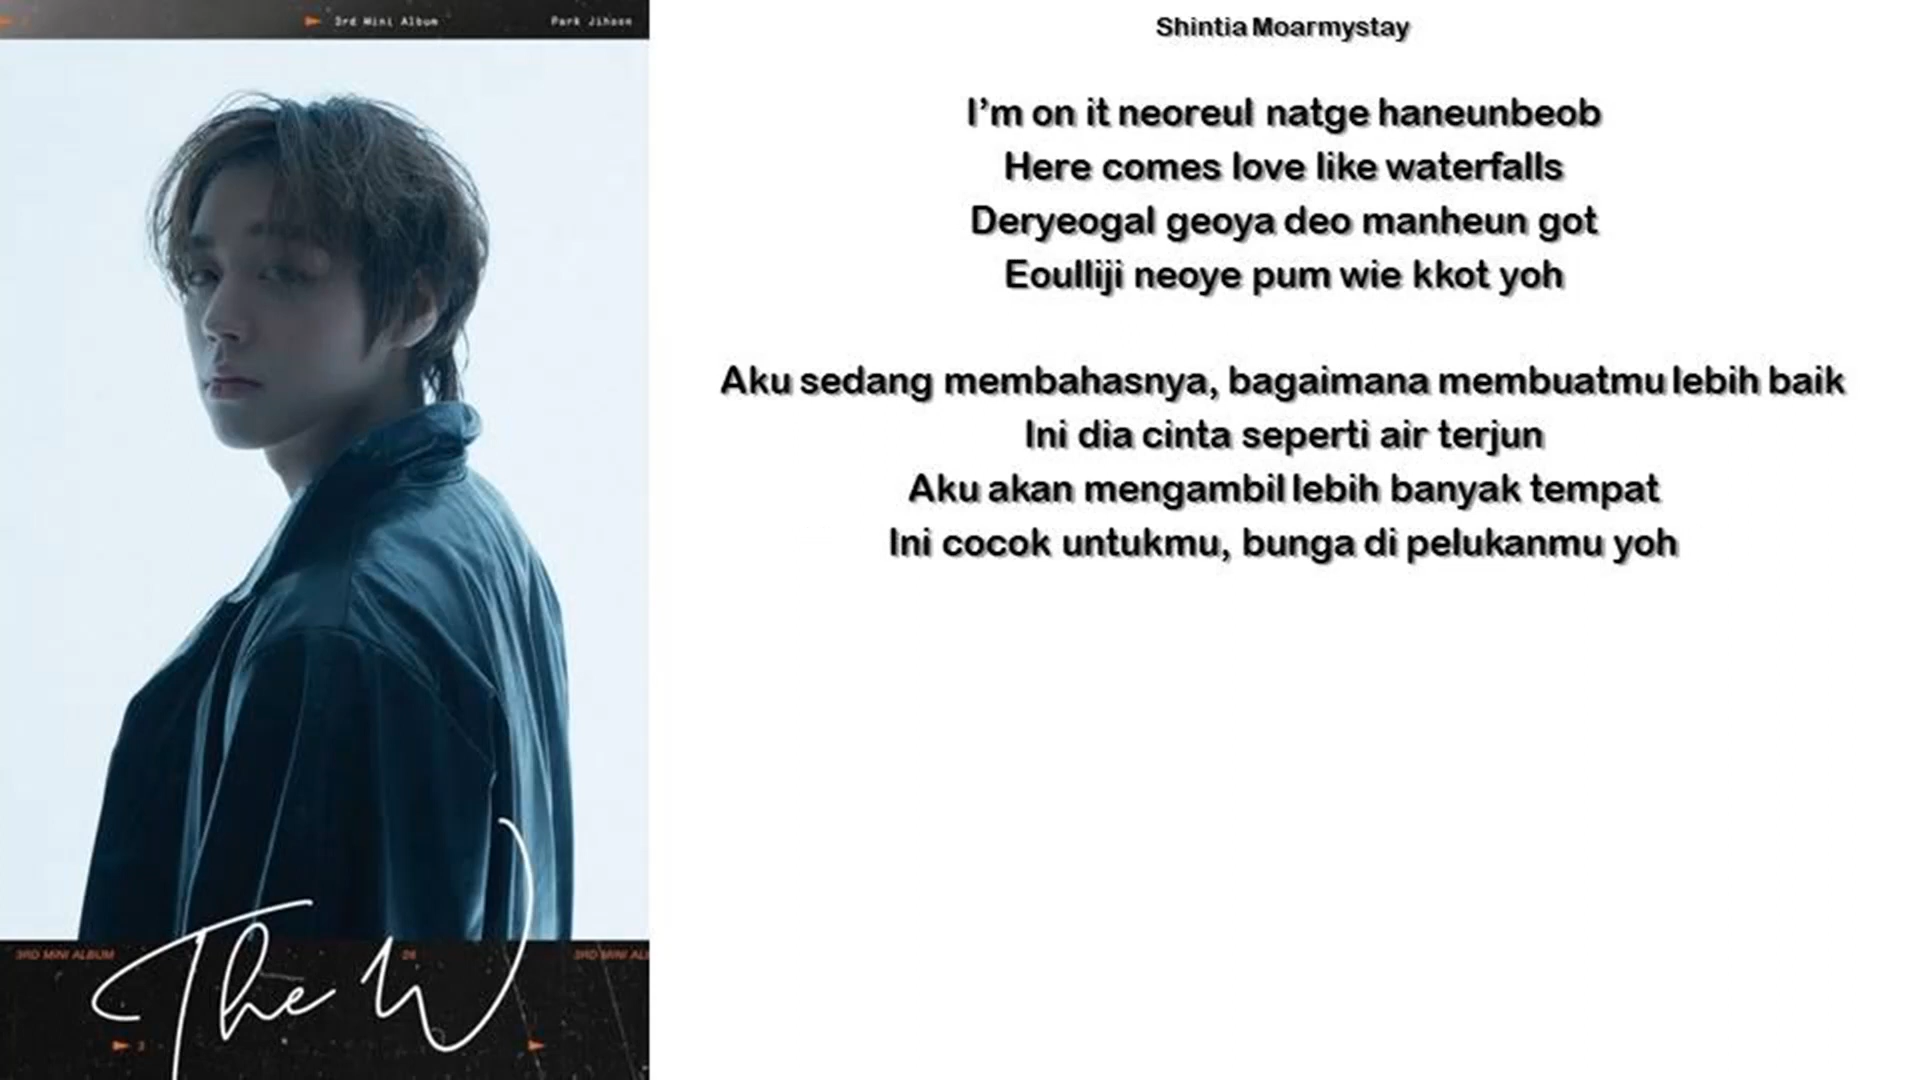 3rd Mini Album
Park Jihoon
Shintia Moarmystay
I'm on it neoreul natge haneunbeob
Here comes love like waterfalls
Deryeogal geoya deo manheun got
Eoulliji neoye pum wie kkot yoh
Aku sedang membahasnya, bagaimana membuatmu lebih baik
Ini dia cinta seperti air terjun
Aku akan mengambil lebih banyak tempat
Ini cocok untukmu, bunga di pelukanmu yoh
3RD MINI ALBUM
26
3RD MINI AL
The W
3